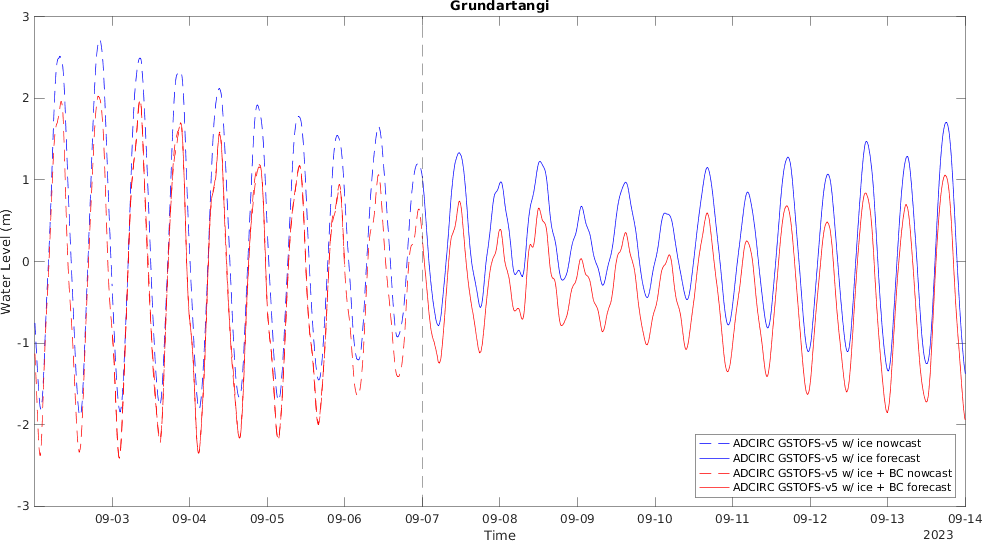 Grundartangi
3
2
1
0
-1
-2
-3
Water Level (m)
09-03 09-04 09-05 09-06 09-07 09-08 09-09 09-10 09-11 09-12 09-13 09-14
Time
2023
ADCIRC GSTOFS-v5 w/ ice nowcast
ADCIRC GSTOFS-v5 w/ ice forecast
ADCIRC GSTOFS-v5 w/ ice + BC nowcast
ADCIRC GSTOFS-v5 w/ ice + BC forecast